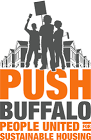 PUSH
BUFFALO
PEOPLE UNITED FOR
SUSTAINABLE HOUSING